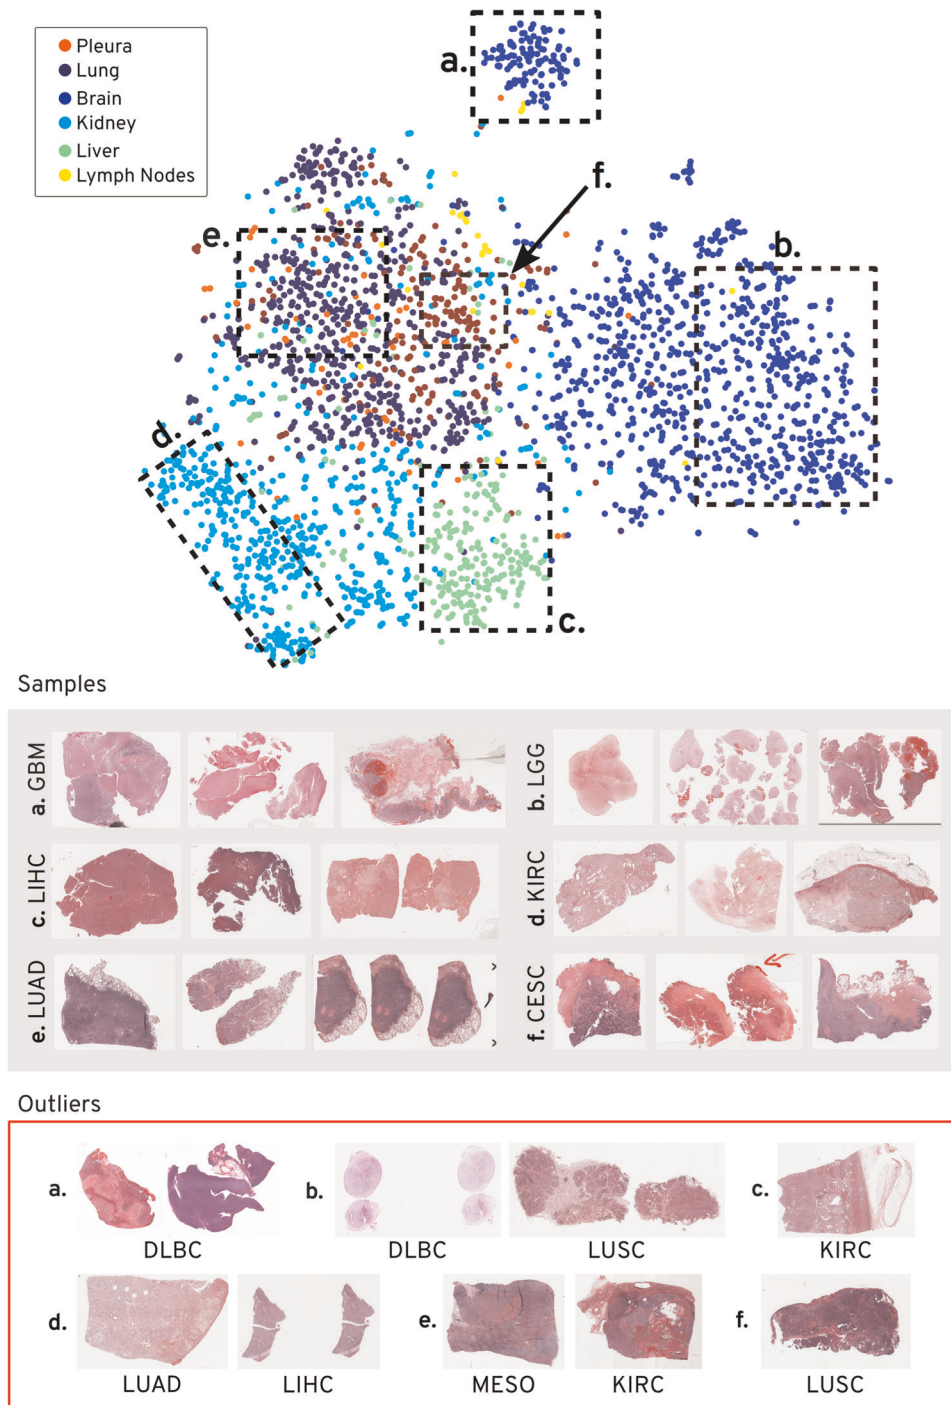 Pleura
Lung
Brain
Kidney
Liver
Lymph Nodes
a.
f.
e.
b.
d.
c.
Samples
a. GBM
b. LGG
c. LIHC
d. KIRC
e. LUAD
f. CESC
Outliers
a.
DLBC
b.
DLBC
LUSC
c.
KIRC
d.
LUAD
LIHC
e.
MESO
KIRC
f.
LUSC